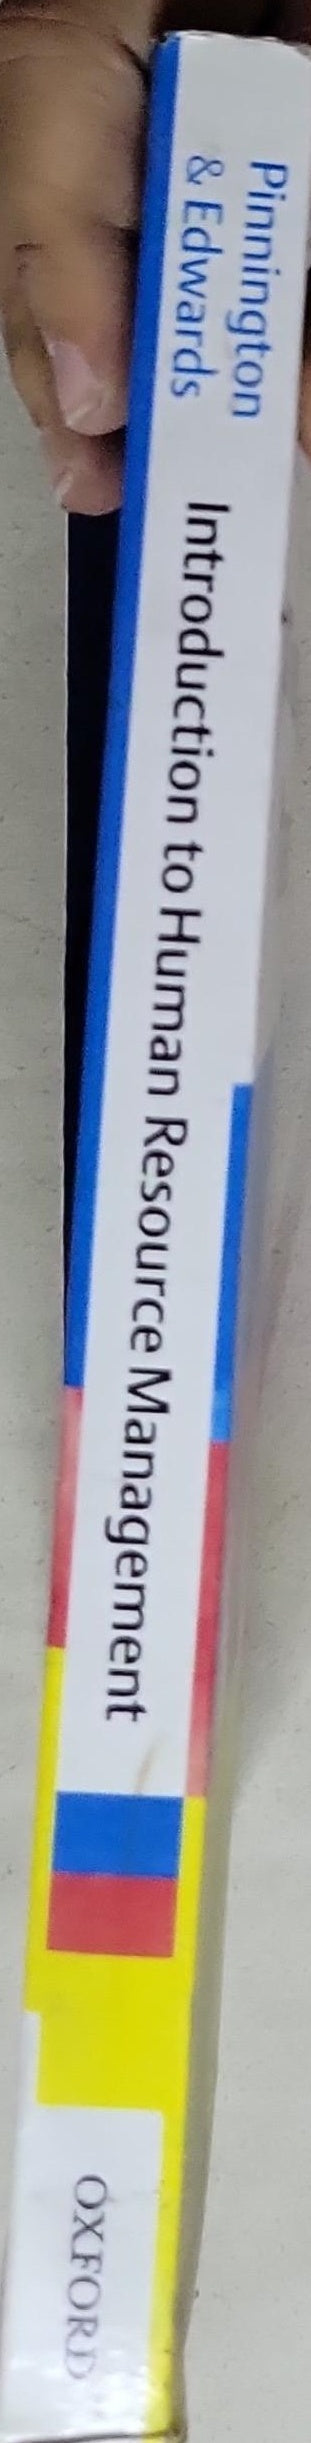 Pinnington
& Edwards
Introduction to Human Resource Management
OXFORD